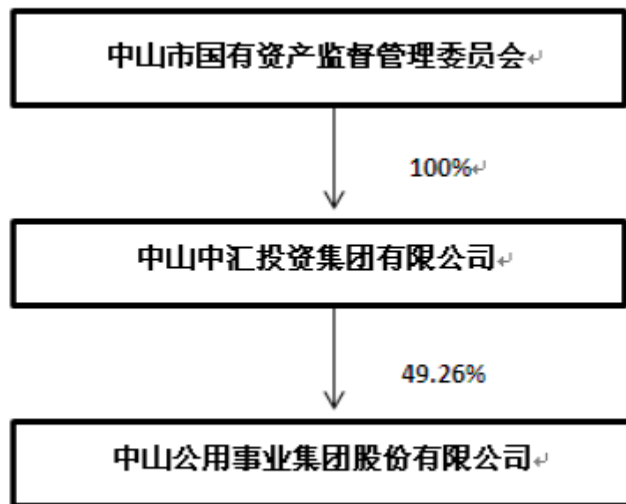 中山市国有资产监督管理委员会
100%
中山中汇投资集团有限公司
49.26%
中山公用事业集团股份有限公司